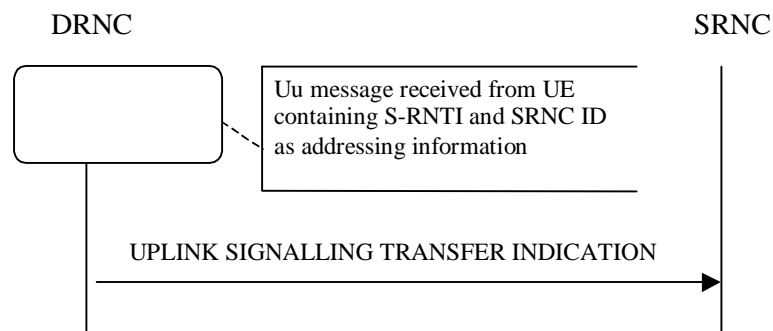 DRNC
SRNC
Uu message received from UE
containing S-RNTI and SRNC ID
as addressing information
UPLINK SIGNALLING TRANSFER INDICATION